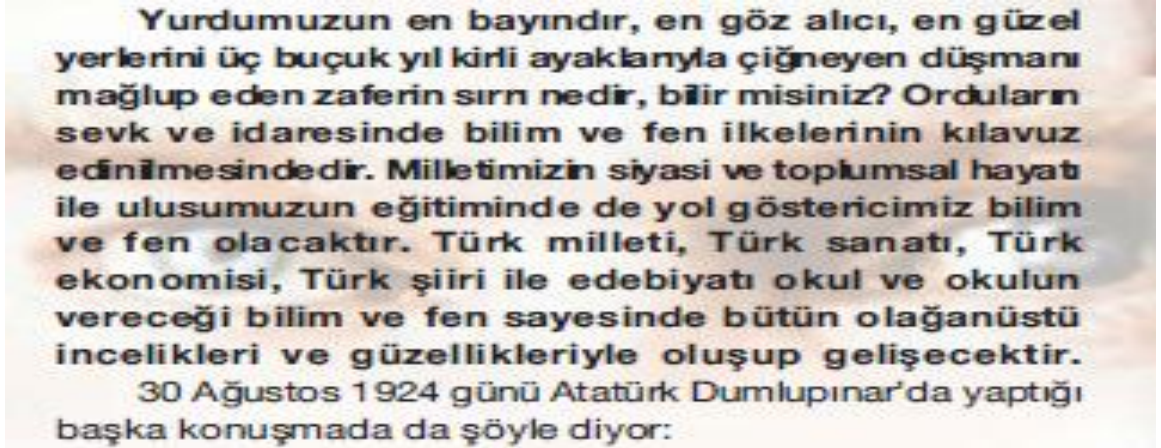 Yurdumuzun en bayındır, en göz alıcı, en güzel
yerlerini üç buçuk yıl kirli ayaklarıyla çiğneyen düşmanı
mağlup eden zaferin sırrı nedir, bilir misiniz? Orduların
sevk ve idaresinde bilim ve fen ilkelerinin kılavuz
edinilmesindedir. Milletimizin siyasi ve toplumsal hayatı
ile ulusumuzun eğitiminde de yol göstericimiz bilim
ve fen olacaktır. Türk milleti, Türk sanatı, Türk
ekonomisi, Türk şiiri ile edebiyatı okul ve okulun
vereceği bilim ve fen sayesinde bütün olağanüstü
incelikleri ve güzellikleriyle oluşup gelişecektir.
30 Ağustos 1924 günü Atatürk Dumlupınar'da yaptığı
başka konuşmada da şöyle diyor: